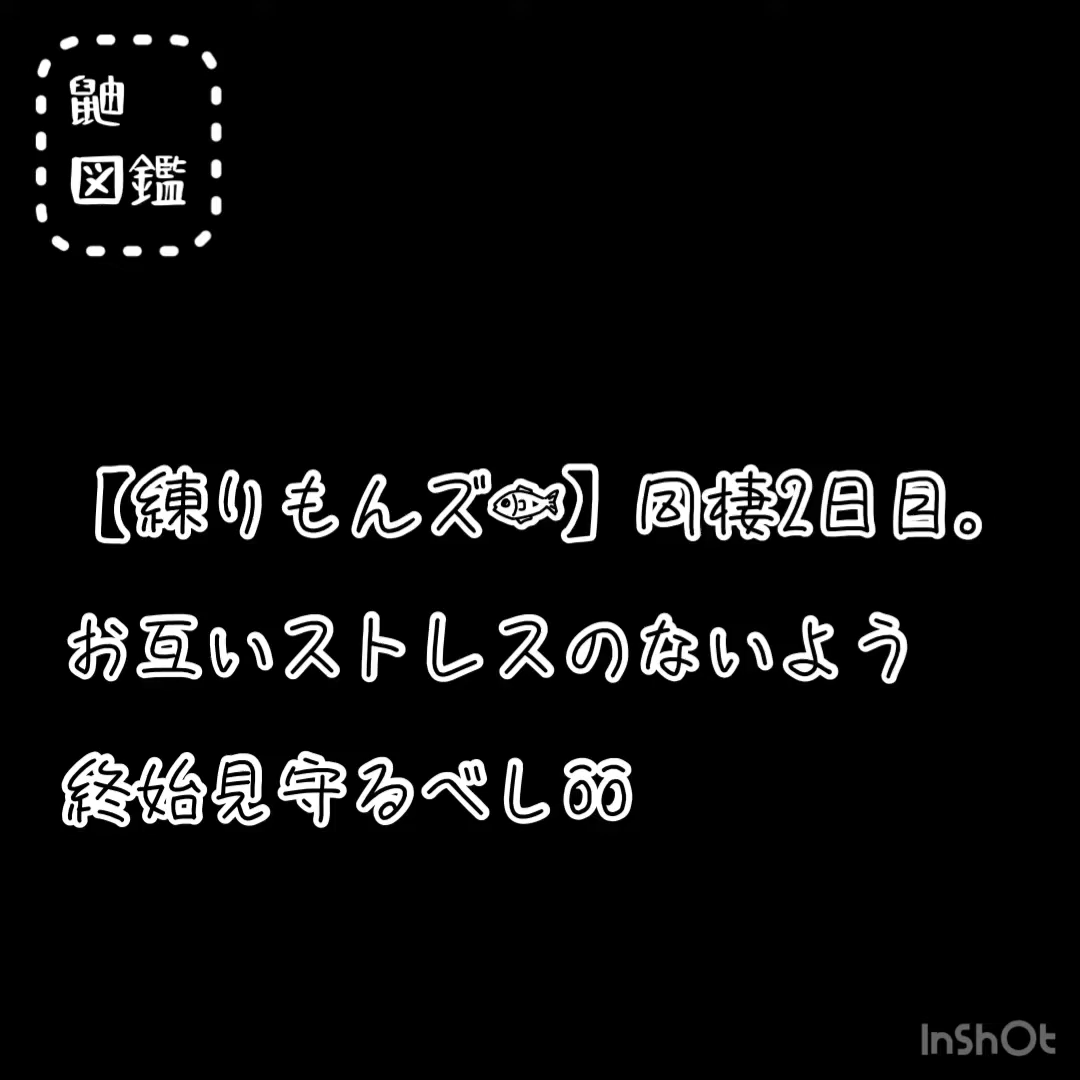 鼬
図鑑
【練りもんズ🐟】同棲2日目。
お互いストレスのないよう
終始見守るべし👀
InShOt